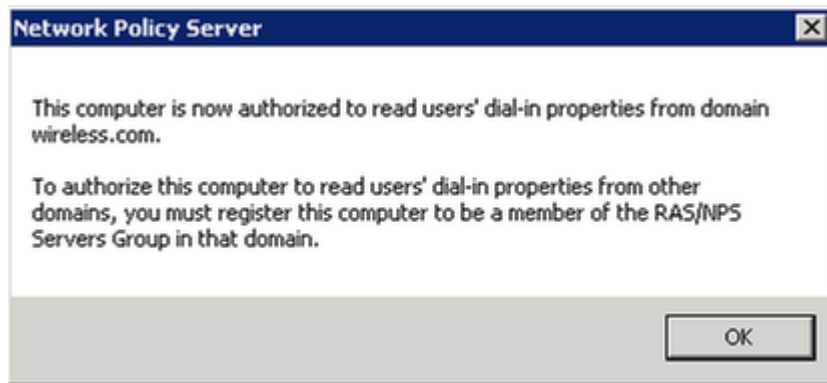 Network Policy Server
This computer is now authorized to read users' dial-in properties from domain
wireless.com.
To authorize this computer to read users' dial-in properties from other
domains, you must register this computer to be a member of the RAS/NPS
Servers Group in that domain.
OK